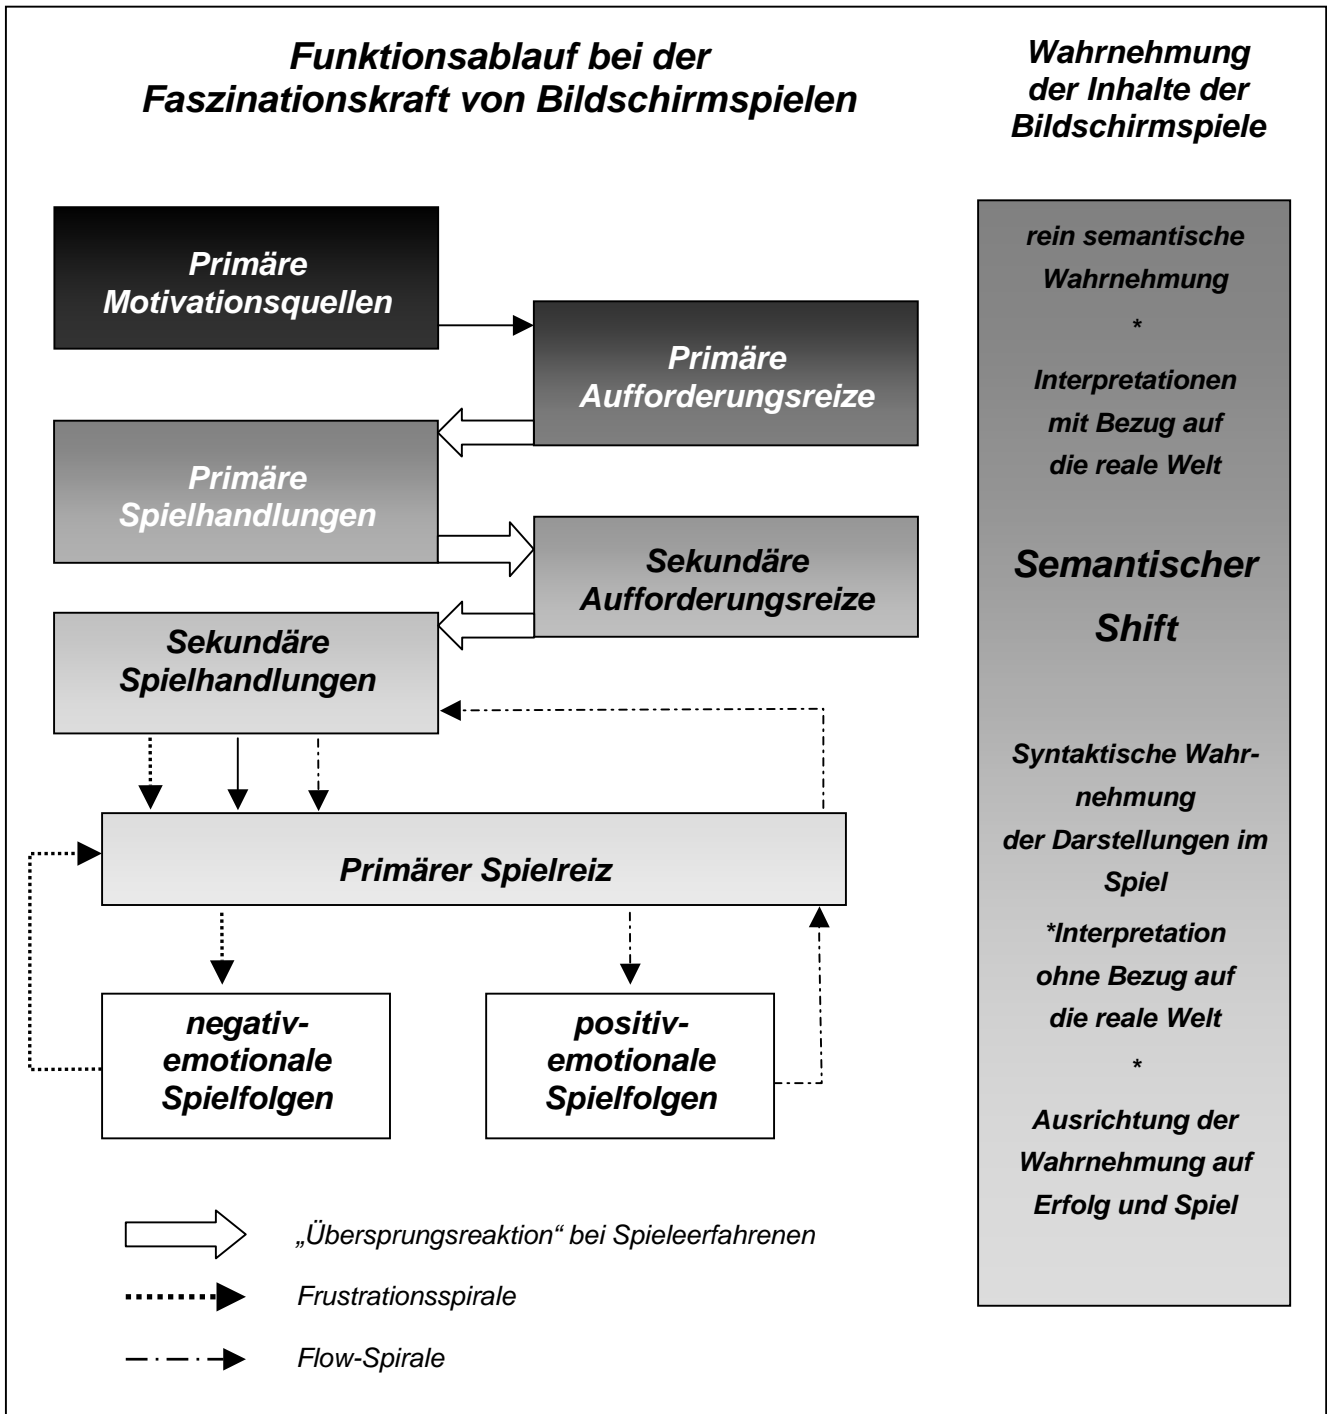 Funktionsablauf bei der
Faszinationskraft von Bildschirmspielen
Wahrnehmung
der Inhalte der
Bildschirmspiele
Primäre
Motivationsquellen
Primäre
Aufforderungsreize
Primäre
Spielhandlungen
Sekundäre
Aufforderungsreize
Sekundäre
Spielhandlungen
Primärer Spielreiz
negativ-
emotionale
Spielfolgen
positiv-
emotionale
Spielfolgen
„Übersprungsreaktion“ bei Spieleerfahrenen
Frustrationsspirale
Flow-Spirale
rein semantische
Wahrnehmung
*
Interpretationen
mit Bezug auf
die reale Welt
Semantischer
Shift
Syntaktische Wahr-
nehmung
der Darstellungen im
Spiel
*Interpretation
ohne Bezug auf
die reale Welt
*
Ausrichtung der
Wahrnehmung auf
Erfolg und Spiel